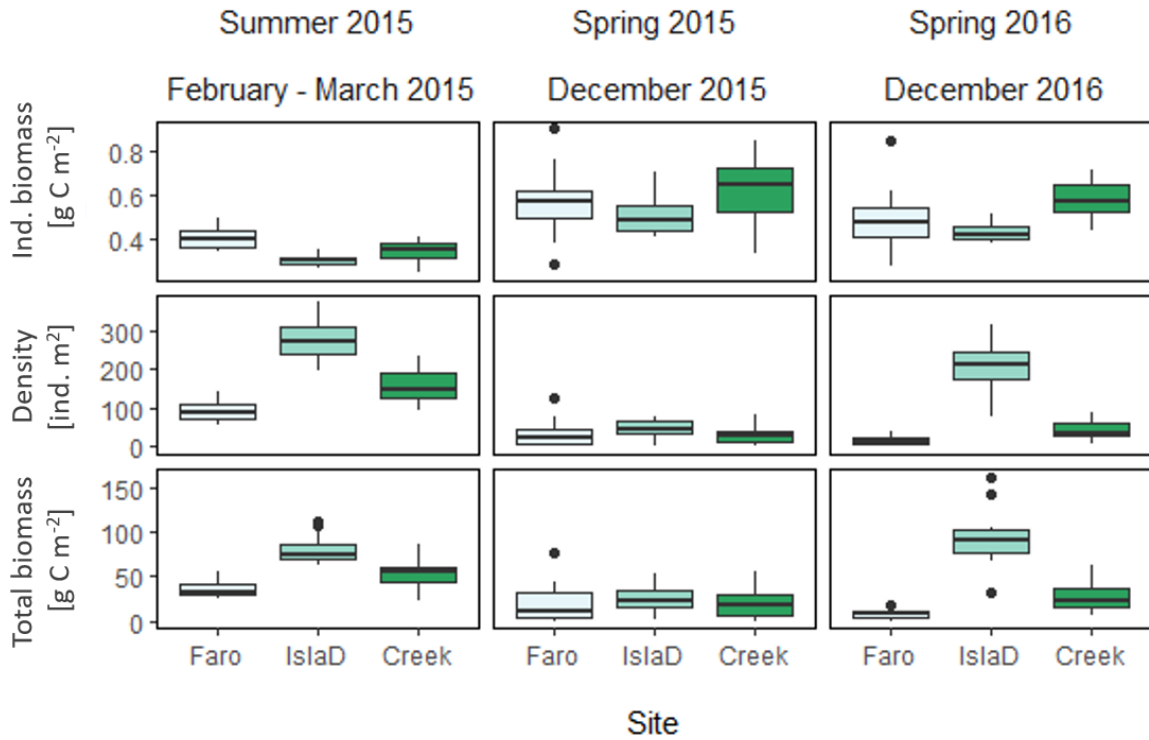 Summer 2015 Spring 2015 Spring 2016
February - March 2015 December 2015 December 2016
Ind. biomass
[g C m⁻²]
0.8
0.6
0.4
Density
[ind. m²]
300
200
100
0
Total biomass
[g C m⁻²]
150
100
50
0
Faro IslaD Creek Faro IslaD Creek Faro IslaD Creek
Site